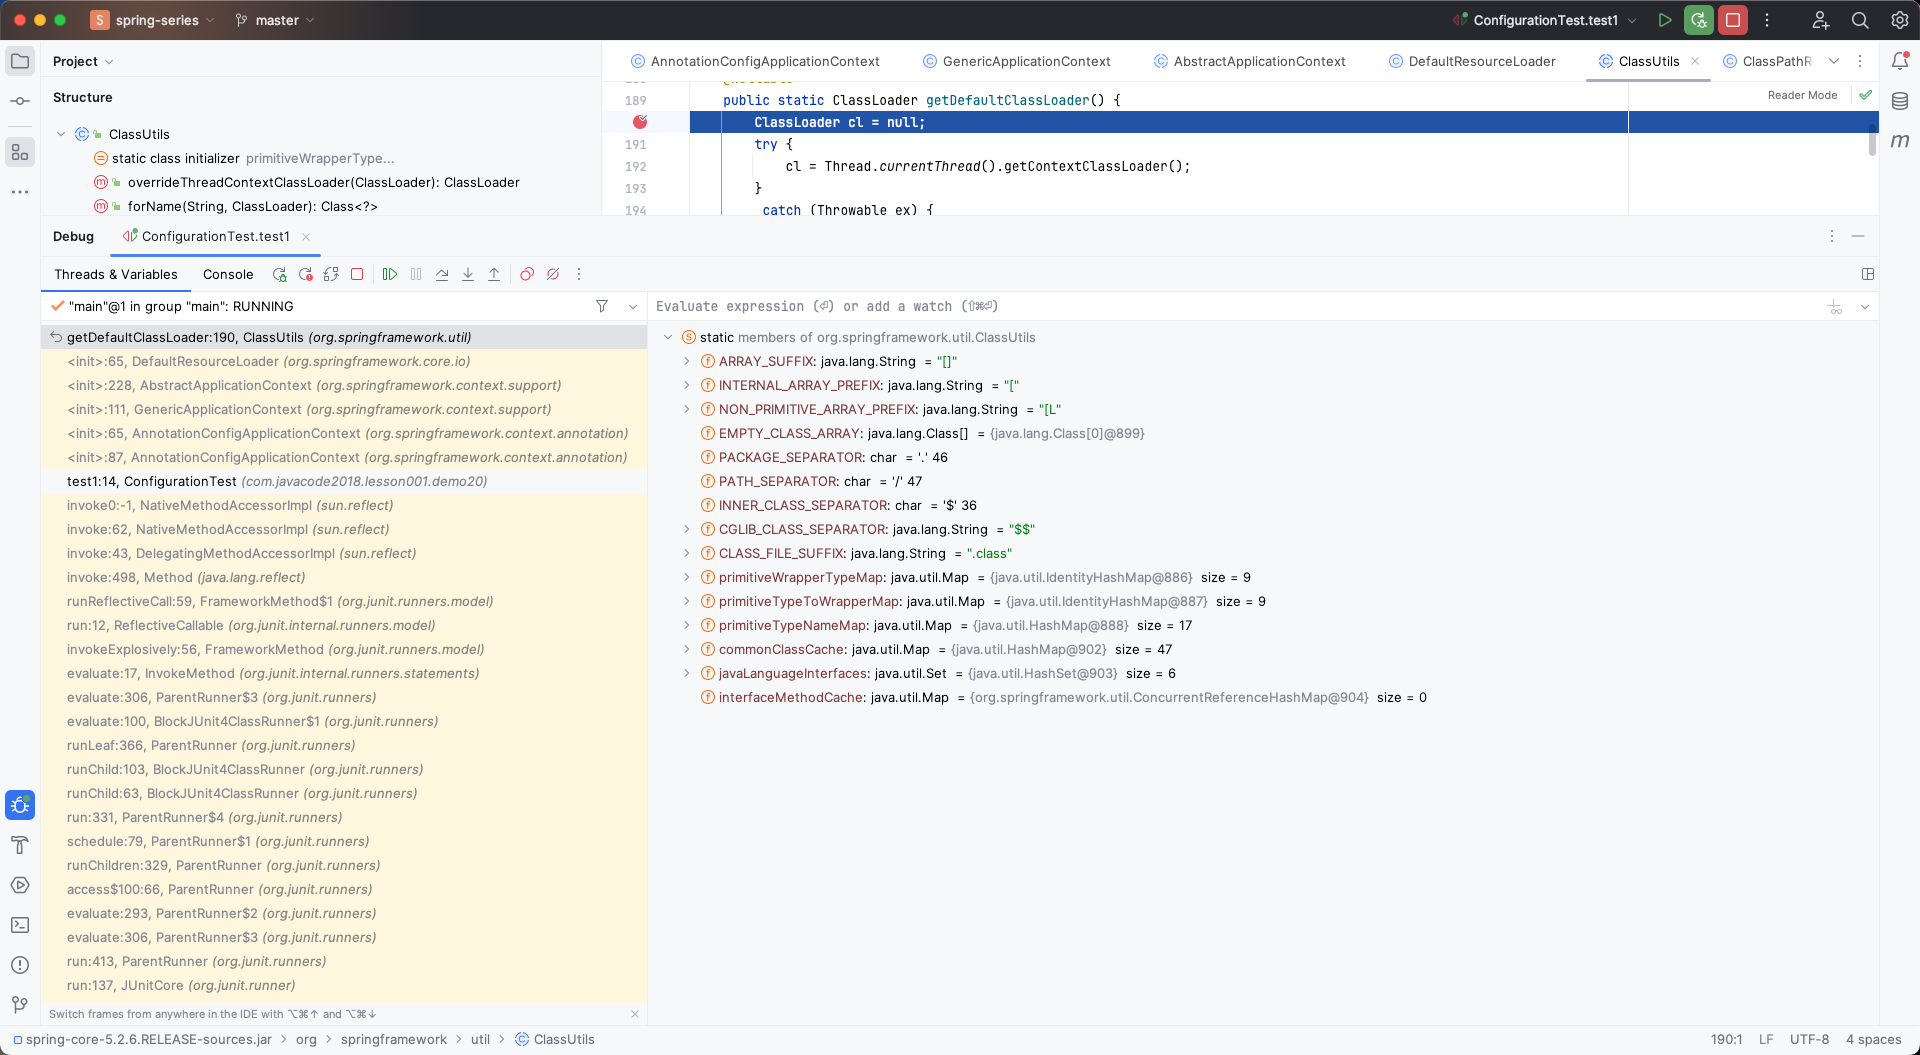 S spring-series master ConfigurationTest.test1
Project
AnnotationConfigApplicationContext GenericApplicationContext AbstractApplicationContext DefaultResourceLoader ClassUtils ClassPathR
Structure
ClassUtils
static class initializer primitiveWrapperType...
overrideThreadContextClassLoader(ClassLoader): ClassLoader
forName(String, ClassLoader): Class<?>
Reader Mode
189 public static ClassLoader getDefaultClassLoader() {
ClassLoader cl = null;
191 try {
192 cl = Thread.currentThread().getContextClassLoader();
193 }
194 catch (Throwable ex) {
Debug ConfigurationTest.test1
Threads & Variables Console
"main"@1 in group "main": RUNNING
getDefaultClassLoader:190, ClassUtils (org.springframework.util)
<init>:65, DefaultResourceLoader (org.springframework.core.io)
<init>:228, AbstractApplicationContext (org.springframework.context.support)
<init>:111, GenericApplicationContext (org.springframework.context.support)
<init>:65, AnnotationConfigApplicationContext (org.springframework.context.annotation)
<init>:87, AnnotationConfigApplicationContext (org.springframework.context.annotation)
test1:14, ConfigurationTest (com.javacode2018.lesson001.demo20)
invoke0:-1, NativeMethodAccessorImpl (sun.reflect)
invoke:62, NativeMethodAccessorImpl (sun.reflect)
invoke:43, DelegatingMethodAccessorImpl (sun.reflect)
invoke:498, Method (java.lang.reflect)
runReflectiveCall:59, FrameworkMethod$1 (org.junit.runners.model)
run:12, ReflectiveCallable (org.junit.internal.runners.model)
invokeExplosively:56, FrameworkMethod (org.junit.runners.model)
evaluate:17, InvokeMethod (org.junit.internal.runners.statements)
evaluate:306, ParentRunner$3 (org.junit.runners)
evaluate:100, BlockJUnit4ClassRunner$1 (org.junit.runners)
runLeaf:366, ParentRunner (org.junit.runners)
runChild:103, BlockJUnit4ClassRunner (org.junit.runners)
runChild:63, BlockJUnit4ClassRunner (org.junit.runners)
run:331, ParentRunner$4 (org.junit.runners)
schedule:79, ParentRunner$1 (org.junit.runners)
runChildren:329, ParentRunner (org.junit.runners)
access$100:66, ParentRunner (org.junit.runners)
evaluate:293, ParentRunner$2 (org.junit.runners)
evaluate:306, ParentRunner$3 (org.junit.runners)
run:413, ParentRunner (org.junit.runners)
run:137, JUnitCore (org.junit.runner)
Switch frames from anywhere in the IDE with ⌥⌘↑ and ⌥⌘↓
Evaluate expression (⏎) or add a watch (⇧⌘⏎)
static members of org.springframework.util.ClassUtils
ARRAY_SUFFIX: java.lang.String = "[]"
INTERNAL_ARRAY_PREFIX: java.lang.String = "["
NON_PRIMITIVE_ARRAY_PREFIX: java.lang.String = "[L"
EMPTY_CLASS_ARRAY: java.lang.Class[] = {java.lang.Class[0]@899}
PACKAGE_SEPARATOR: char = '.' 46
PATH_SEPARATOR: char = '/' 47
INNER_CLASS_SEPARATOR: char = '$' 36
CGLIB_CLASS_SEPARATOR: java.lang.String = "$$"
CLASS_FILE_SUFFIX: java.lang.String = ".class"
primitiveWrapperTypeMap: java.util.Map = {java.util.IdentityHashMap@886} size = 9
primitiveTypeToWrapperMap: java.util.Map = {java.util.IdentityHashMap@887} size = 9
primitiveTypeNameMap: java.util.Map = {java.util.HashMap@888} size = 17
commonClassCache: java.util.Map = {java.util.HashMap@902} size = 47
javaLanguageInterfaces: java.util.Set = {java.util.HashSet@903} size = 6
interfaceMethodCache: java.util.Map = {org.springframework.util.ConcurrentReferenceHashMap@904} size = 0
spring-core-5.2.6.RELEASE-sources.jar > org > springframework > util > ClassUtils
190:1 LF UTF-8 4 spaces